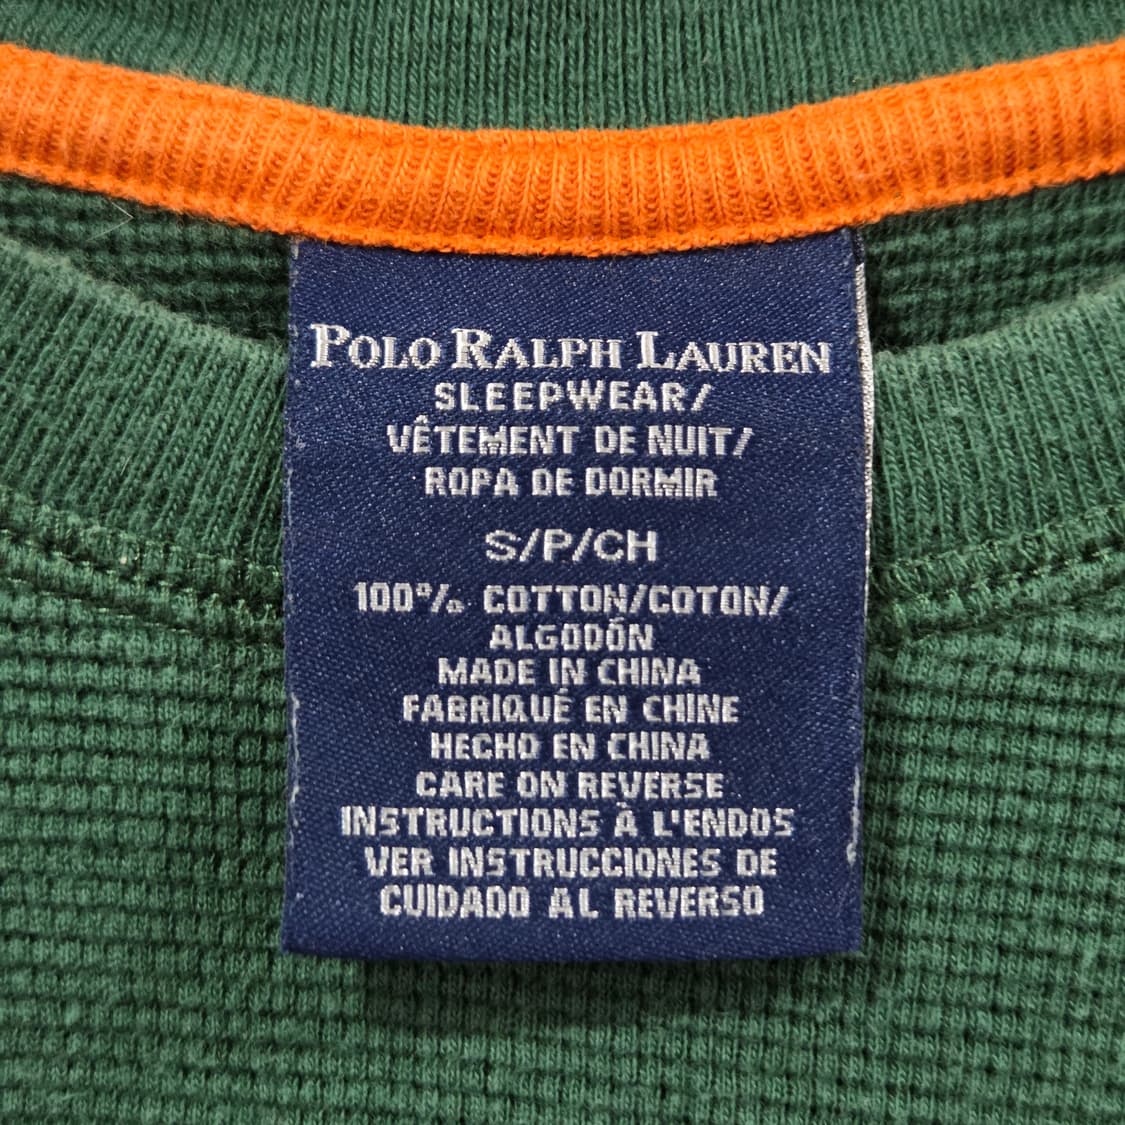 POLO RALPH LAUREN
SLEEPWEAR/
VÊTEMENT DE NUIT/
ROPA DE DORMIR
S/P/CH
100% COTTON/COTON/
ALGODÓN
MADE IN CHINA
FABRIQUÉ EN CHINE
HECHO EN CHINA
CARE ON REVERSE
INSTRUCTIONS À L'ENDOS
VER INSTRUCCIONES DE
CUIDADO AL REVERSO